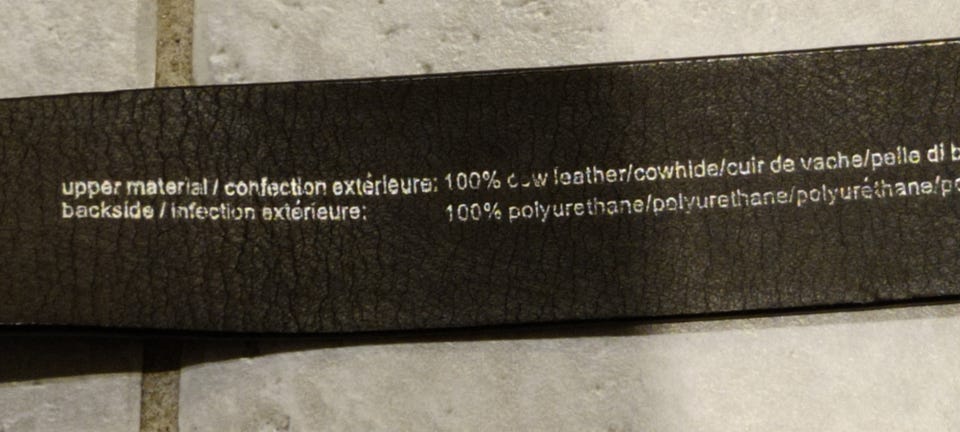 upper material / confection extérieure: 100% cow leather/cowhide/cuir de vache/pelle di b
backside / infection extérieure: 100% polyurethane/polyurethane/polyuréthane/po